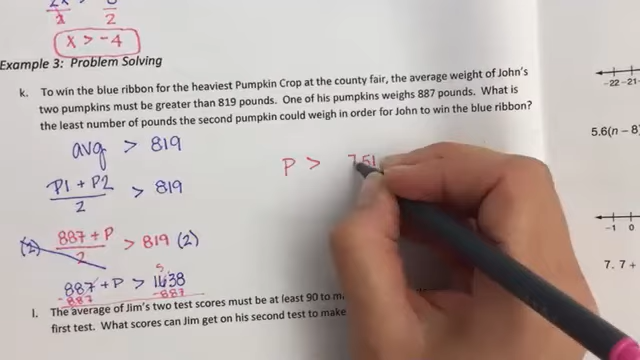 2x
2
8
2
x > -4
Example 3: Problem Solving
k. To win the blue ribbon for the heaviest Pumpkin Crop at the county fair, the average weight of John's
two pumpkins must be greater than 819 pounds. One of his pumpkins weighs 887 pounds. What is
the least number of pounds the second pumpkin could weigh in order for John to win the blue ribbon?
avg > 819
P1 + P2
2
> 819
P > 751
(2) 887 + P
2
> 819 (2)
887 + P > 1638
-887 -887
l. The average of Jim's two test scores must be at least 90 to
first test. What scores can Jim get on his second test to make
-22 -21
5.6(n – 8)
-1 0
7. 7 +